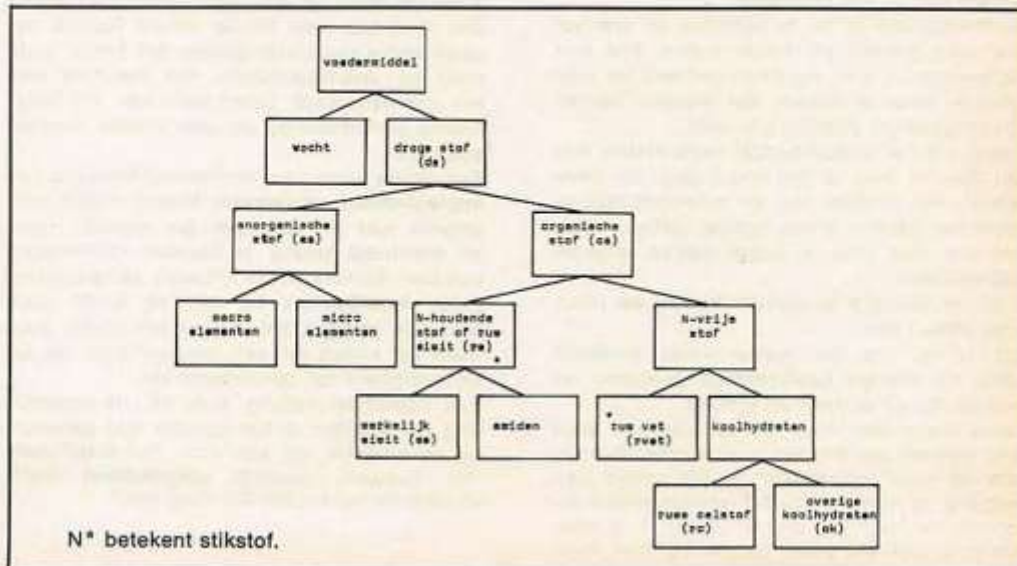 voedermiddel
vocht
droge stof
(ds)
anorganische
stof (as)
organische
stof (os)
macro
elementen
micro
elementen
N-houdende
stof of ruw
eiwit (re)
*
N-vrije
stof
werkelijk
eiwit (we)
amiden
*
ruw vet
(rvet)
koolhydraten
ruwe celstof
(rc)
overige
koolhydraten
(ok)
N* betekent stikstof.